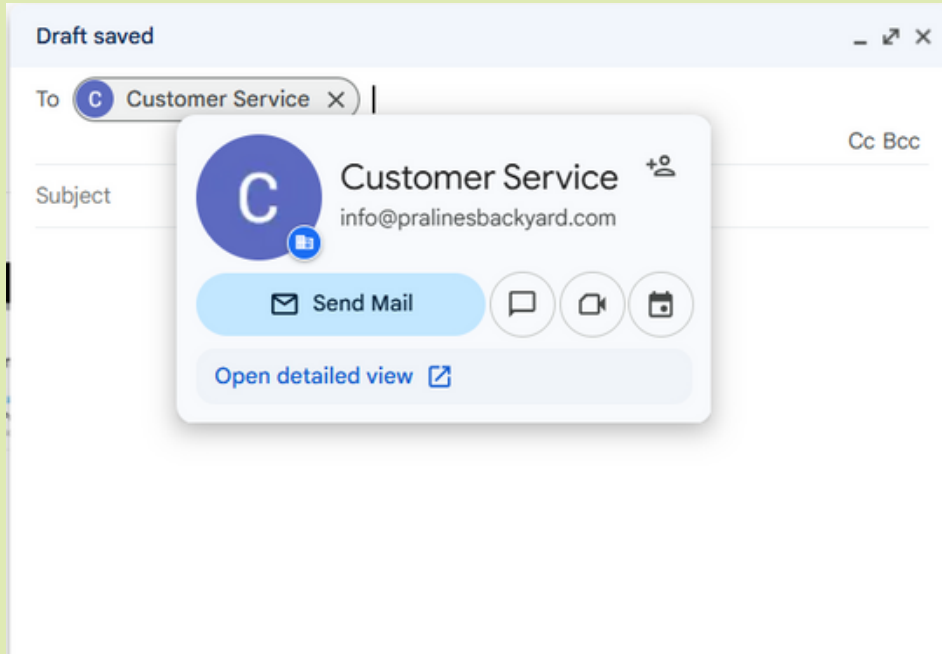 Draft saved
To C Customer Service
Cc Bcc
Subject
C Customer Service
info@pralinesbackyard.com
Send Mail
Open detailed view